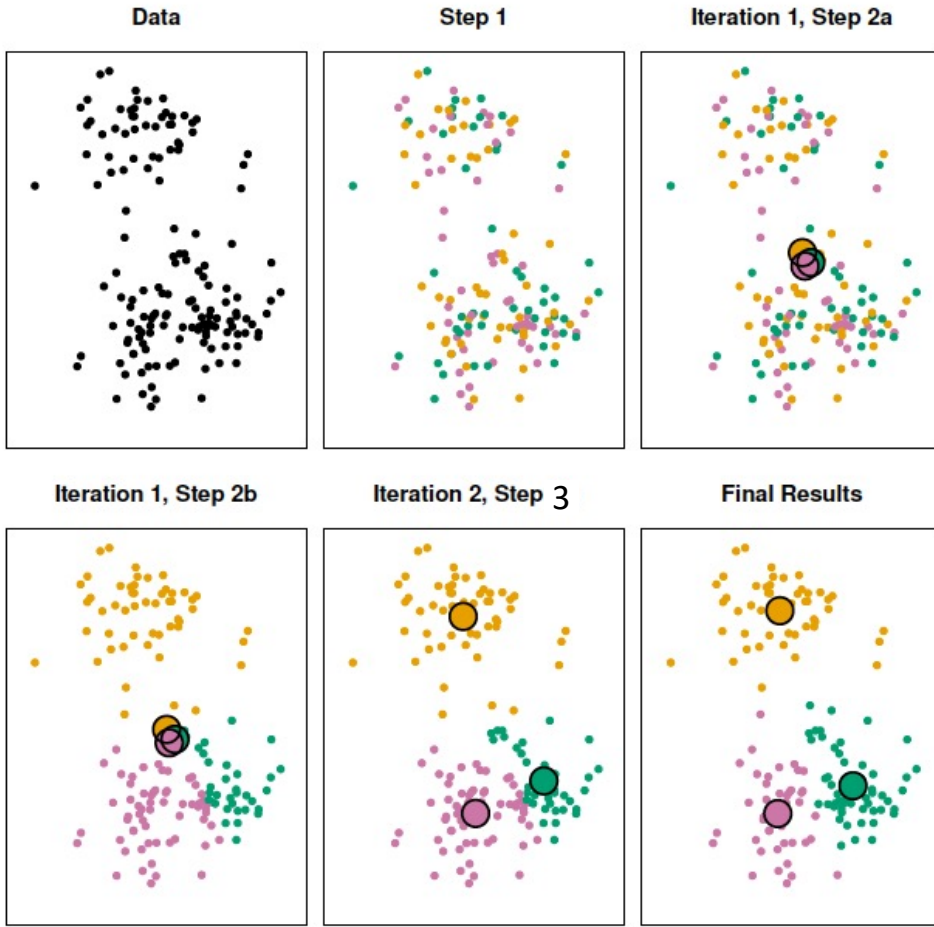 Data
Step 1
Iteration 1, Step 2a
Iteration 1, Step 2b
Iteration 2, Step 3
Final Results